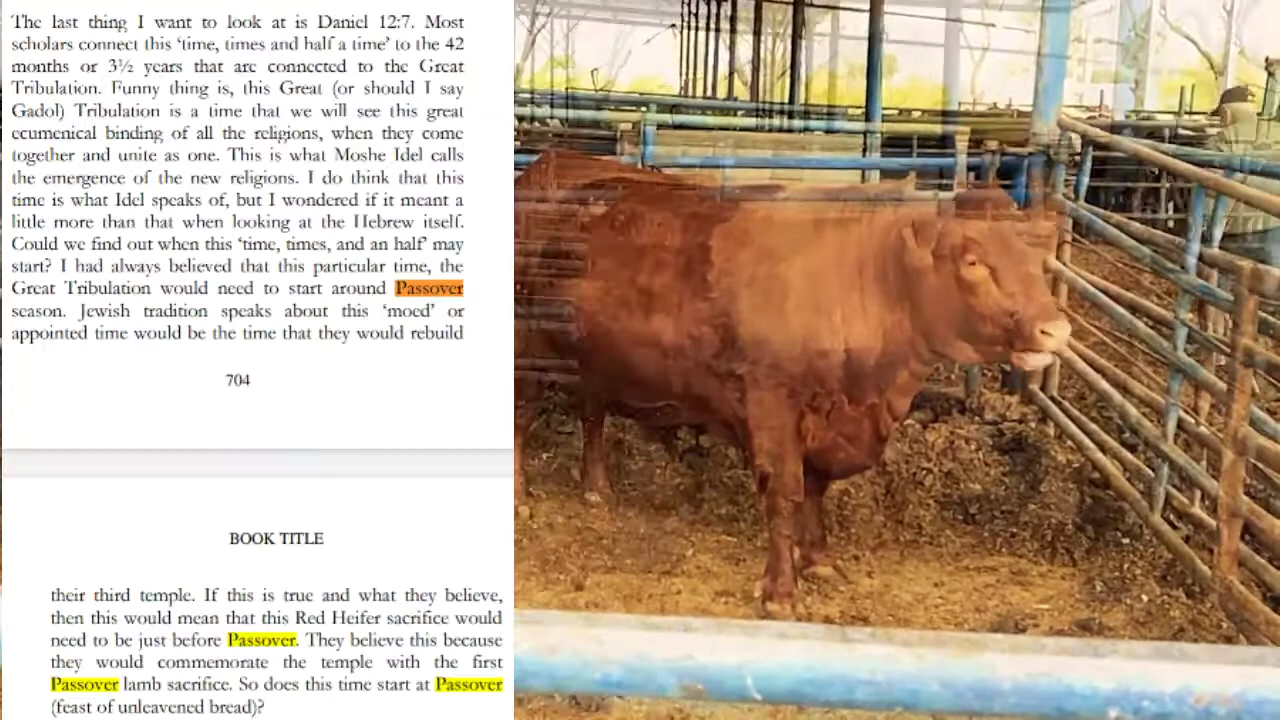 The last thing I want to look at is Daniel 12:7. Most
scholars connect this ‘time, times and half a time’ to the 42
months or 3½ years that are connected to the Great
Tribulation. Funny thing is, this Great (or should I say
Gadol) Tribulation is a time that we will see this great
ecumenical binding of all the religions, when they come
together and unite as one. This is what Moshe Idel calls
the emergence of the new religions. I do think that this
time is what Idel speaks of, but I wondered if it meant a
little more than that when looking at the Hebrew itself.
Could we find out when this ‘time, times, and an half’ may
start? I had always believed that this particular time, the
Great Tribulation would need to start around Passover
season. Jewish tradition speaks about this ‘moed’ or
appointed time would be the time that they would rebuild
704
BOOK TITLE
their third temple. If this is true and what they believe,
then this would mean that this Red Heifer sacrifice would
need to be just before Passover. They believe this because
they would commemorate the temple with the first
Passover lamb sacrifice. So does this time start at Passover
(feast of unleavened bread)?